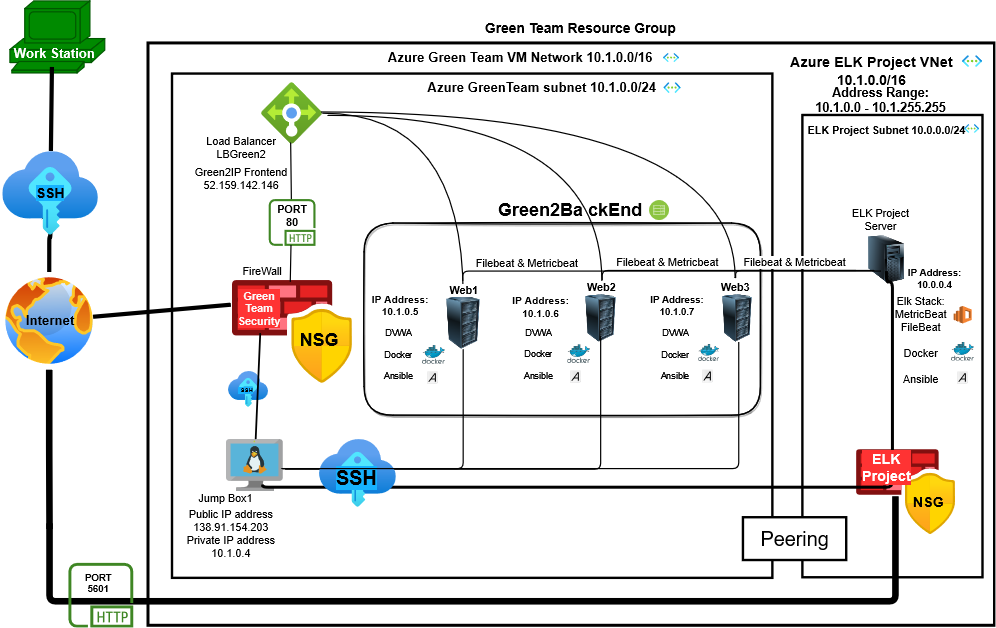 Green Team Resource Group
Work Station
Azure Green Team VM Network 10.1.0.0/16
Azure ELK Project VNet
10.1.0.0/16
Address Range:
10.1.0.0 - 10.1.255.255
Azure GreenTeam subnet 10.1.0.0/24
ELK Project Subnet 10.0.0.0/24
Load Balancer
LBGreen2
Green2IP Frontend
52.159.142.146
SSH
PORT
80
HTTP
Green2BackEnd
ELK Project
Server
FireWall
Filebeat & Metricbeat
Filebeat & Metricbeat
Filebeat & Metricbeat
Green
Team
Security
NSG
Internet
Web1
IP Address:
10.1.0.5
DVWA
Docker
docker
Ansible
A
Web2
IP Address:
10.1.0.6
DVWA
Docker
docker
Ansible
A
Web3
IP Address:
10.1.0.7
DVWA
Docker
docker
Ansible
A
IP Address:
10.0.0.4
Elk Stack:
MetricBeat
FileBeat
Docker
docker
Ansible
A
SSH
SSH
Jump Box1
Public IP address
138.91.154.203
Private IP address
10.1.0.4
ELK
Project
NSG
Peering
PORT
5601
HTTP